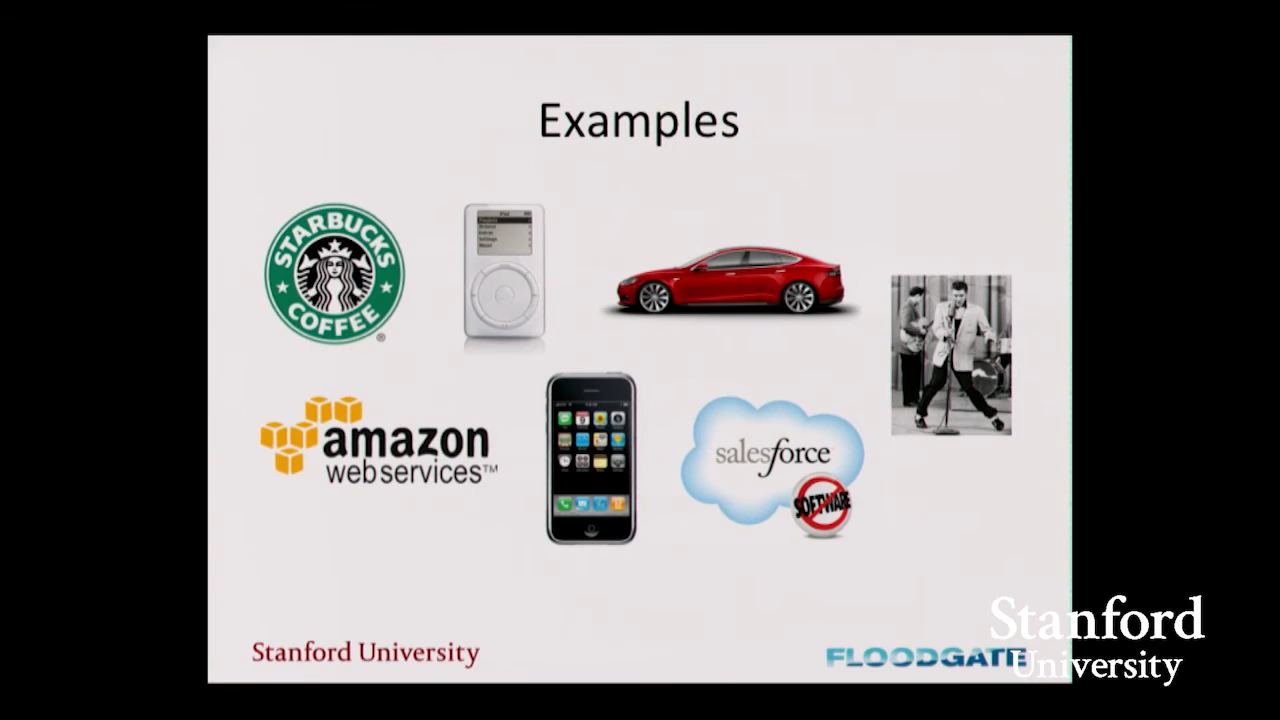 Examples
STARBUCKS
COFFEE
®
amazon
webservices™
salesforce
SOFTWARE
Stanford University
FLOODGATE
Stanford
University